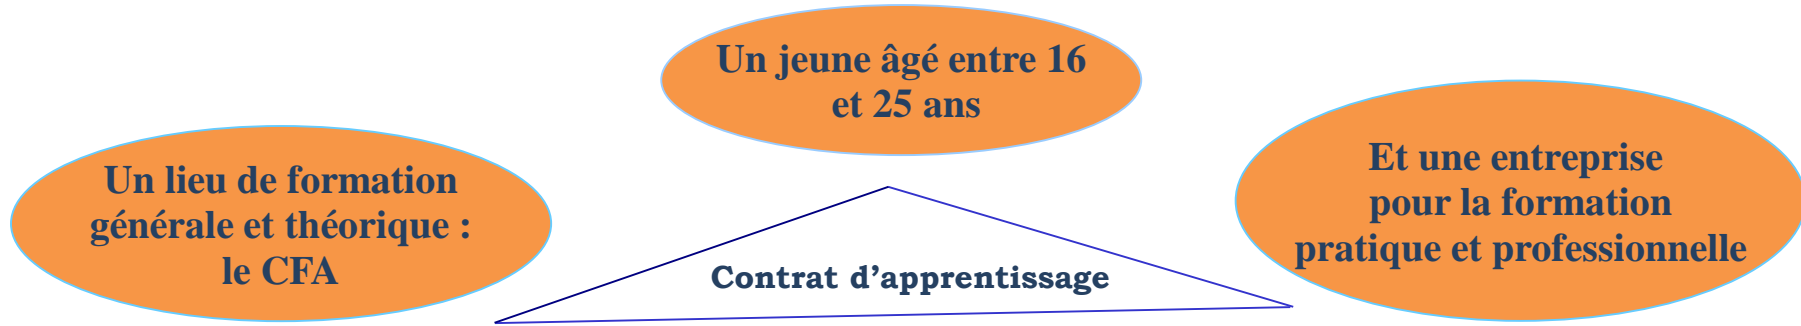 Un jeune âgé entre 16
et 25 ans
Un lieu de formation
générale et théorique :
le CFA
Et une entreprise
pour la formation
pratique et professionnelle
Contrat d’apprentissage